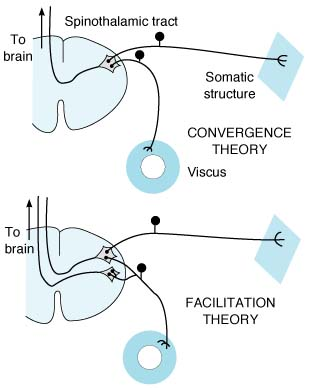 Spinothalamic tract
To
brain
Somatic
structure
CONVERGENCE
THEORY
Viscus
To
brain
FACILITATION
THEORY